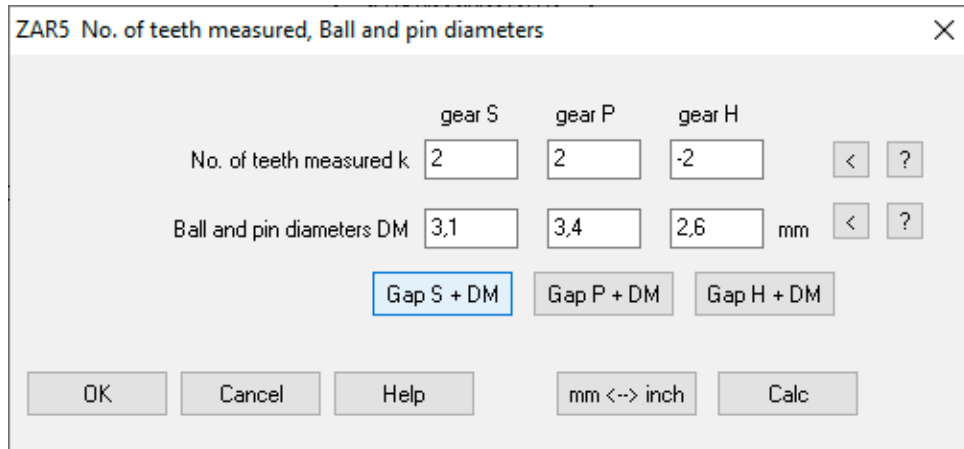 ZAR5 No. of teeth measured, Ball and pin diameters
gear S gear P gear H
No. of teeth measured k 2 2 -2 < ?
Ball and pin diameters DM 3,1 3,4 2,6 mm < ?
Gap S + DM Gap P + DM Gap H + DM
OK Cancel Help mm <--> inch Calc